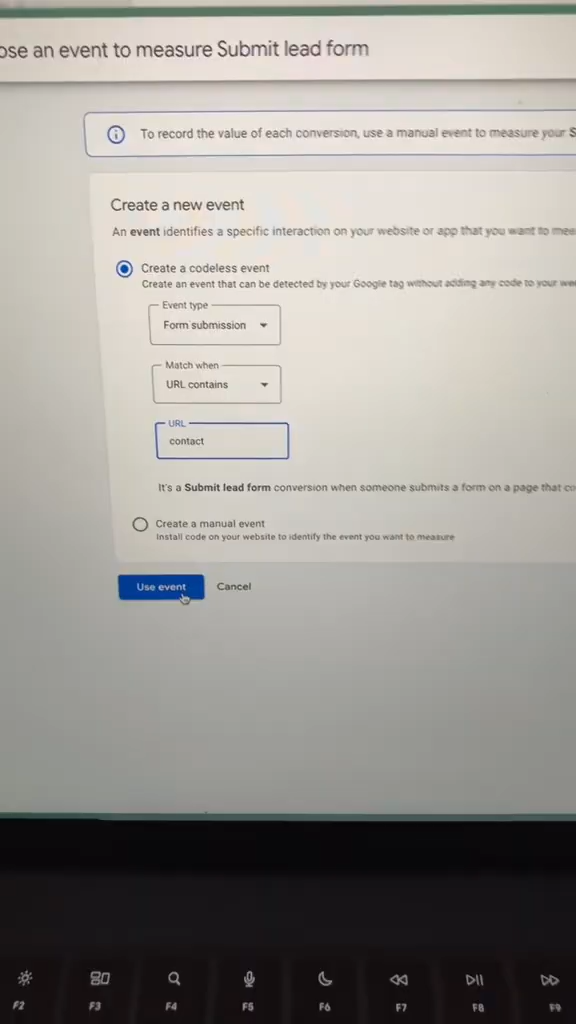 ose an event to measure Submit lead form
To record the value of each conversion, use a manual event to measure your S
Create a new event
An event identifies a specific interaction on your website or app that you want to mea
Create a codeless event
Create an event that can be detected by your Google tag without adding any code to your we
Event type
Form submission
Match when
URL contains
URL
contact
It's a Submit lead form conversion when someone submits a form on a page that co
Create a manual event
Install code on your website to identify the event you want to measure
Use event Cancel
F2 F3 F4 F5 F6 F7 F8 F9